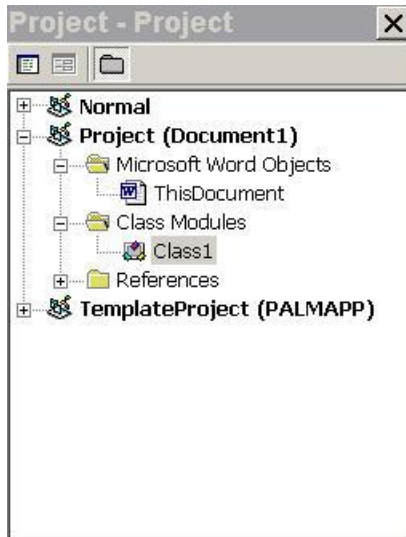 Project - Project
Normal
Project (Document1)
Microsoft Word Objects
ThisDocument
Class Modules
Class1
References
TemplateProject (PALMAPP)